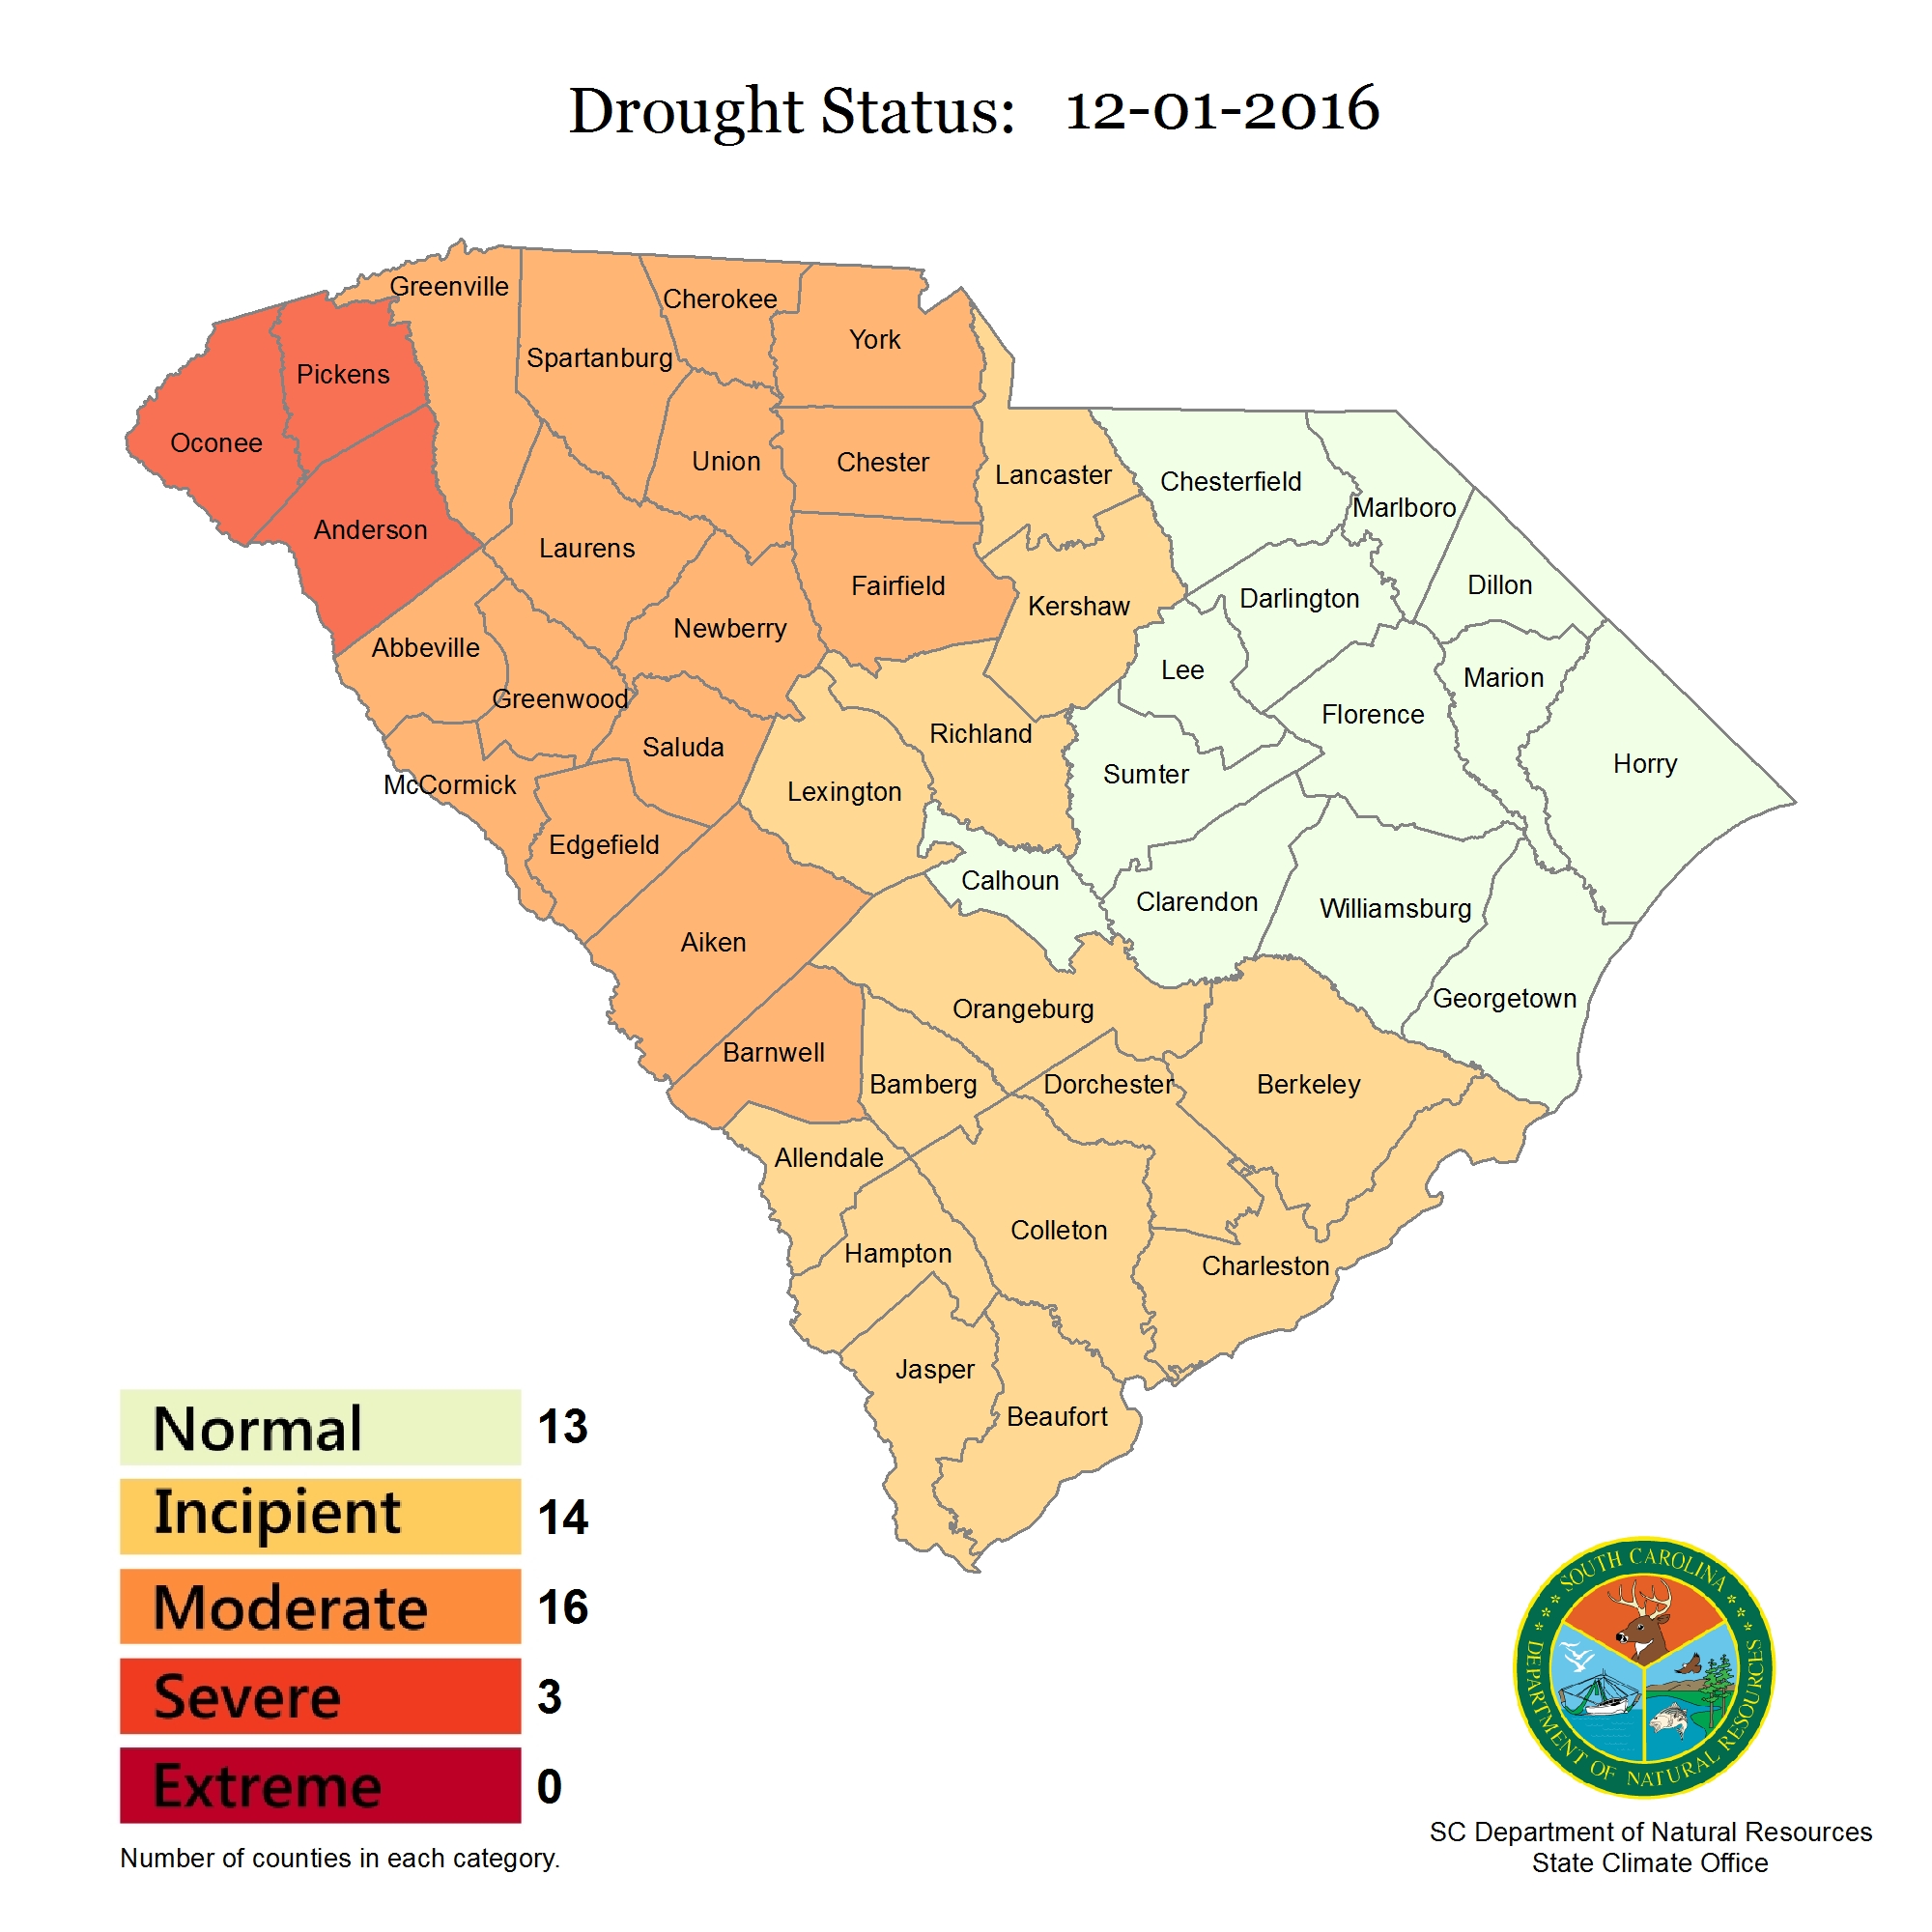 Drought Status: 12-01-2016
Greenville
Cherokee
York
Spartanburg
Pickens
Oconee
Union
Chester
Lancaster
Chesterfield
Marlboro
Anderson
Laurens
Fairfield
Kershaw
Darlington
Dillon
Newberry
Abbeville
Lee
Marion
Greenwood
Florence
Richland
Saluda
Horry
Sumter
McCormick
Lexington
Edgefield
Calhoun
Clarendon
Williamsburg
Aiken
Georgetown
Orangeburg
Barnwell
Bamberg
Dorchester
Berkeley
Allendale
Colleton
Hampton
Charleston
Jasper
Beaufort
Normal 13
Incipient 14
Moderate 16
Severe 3
Extreme 0
Number of counties in each category.
SOUTH CAROLINA
DEPARTMENT OF NATURAL RESOURCES
SC Department of Natural Resources
State Climate Office